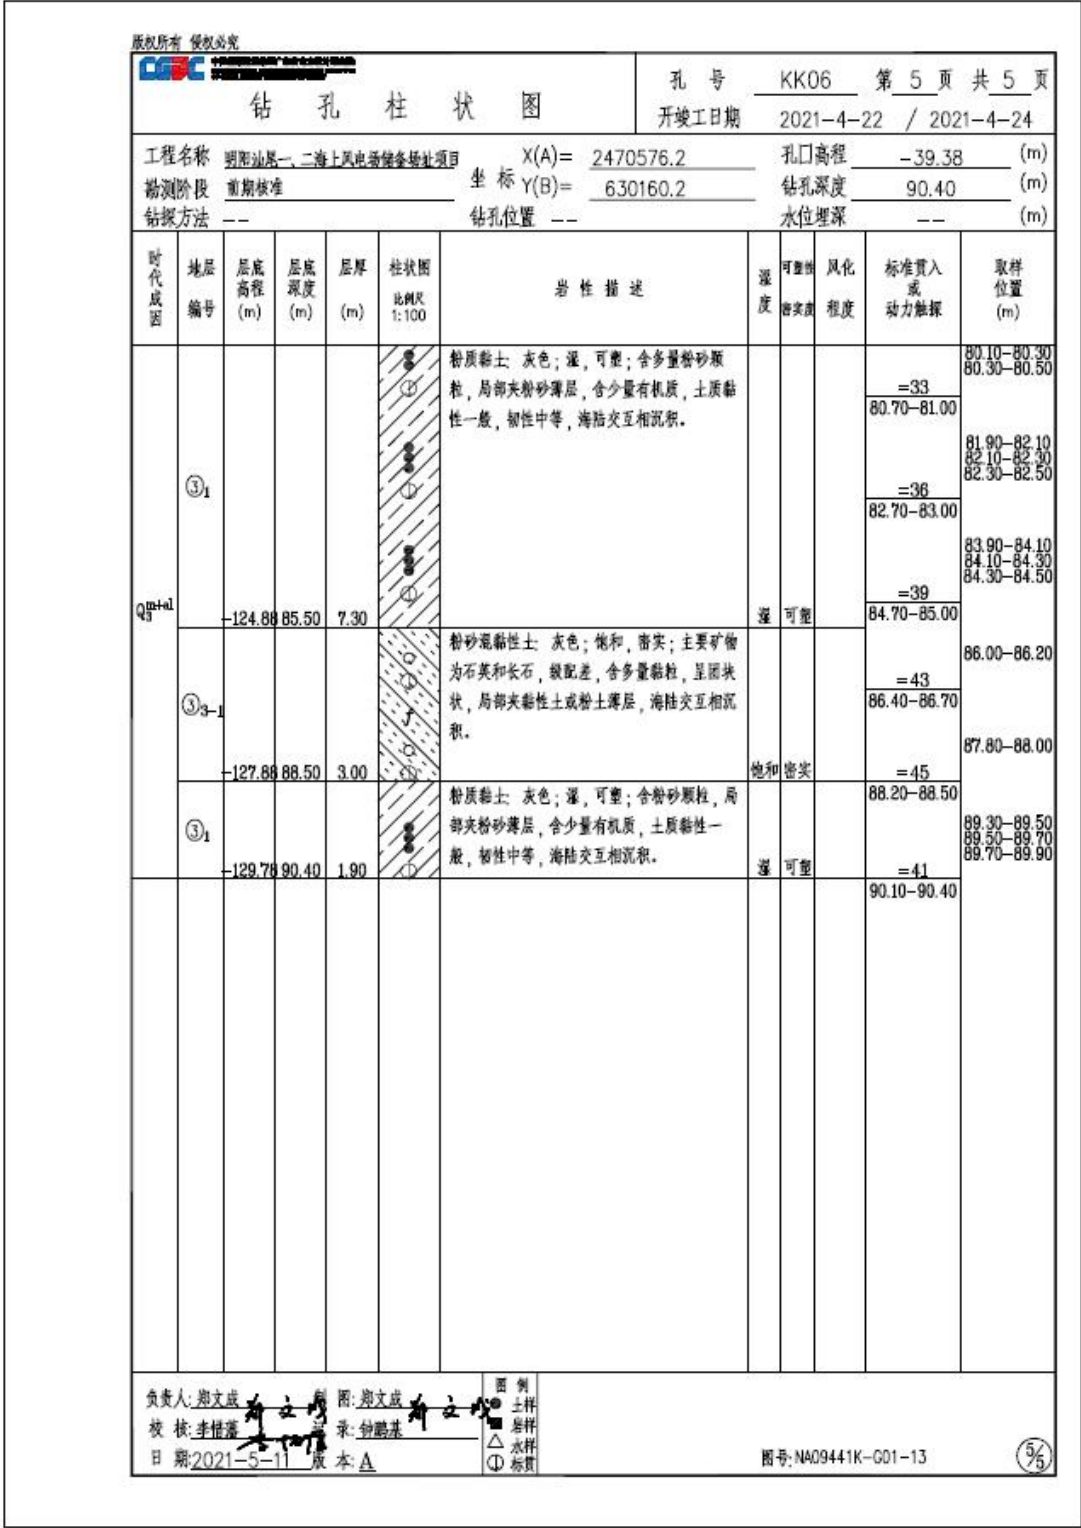 版权所有 侵权必究
CGDC
钻 孔 柱 状 图
孔 号 KK06 第 5 页 共 5 页
开竣工日期 2021-4-22 / 2021-4-24
工程名称 明阳汕尾一、二海上风电场储备场址项目
坐 标 X(A)= 2470576.2
孔口高程 -39.38 (m)
勘测阶段 前期核准
Y(B)= 630160.2
钻孔深度 90.40 (m)
钻探方法 --
钻孔位置 --
水位埋深 -- (m)
时代成因
地层编号
层底高程(m)
层底深度(m)
层厚(m)
柱状图 比例尺 1:100
岩 性 描 述
湿度
可塑性 密实度
风化程度
标准贯入或动力触探
取样位置(m)
粉质黏土: 灰色;湿,可塑;含多量粉砂颗
粒,局部夹粉砂薄层,含少量有机质,土质黏
性一般,韧性中等,海陆交互相沉积。
80.10-80.30
80.30-80.50
=33
80.70-81.00
81.90-82.10
82.10-82.30
82.30-82.50
③1
=36
82.70-83.00
83.90-84.10
84.10-84.30
84.30-84.50
=39
84.70-85.00
Q3m+al
-124.88 85.50 7.30
湿 可塑
粉砂混黏性土: 灰色;饱和,密实;主要矿物
为石英和长石,级配差,含多量黏粒,呈团块
状,局部夹黏性土或粉土薄层,海陆交互相沉
积。
86.00-86.20
=43
86.40-86.70
③3-1
f
87.80-88.00
-127.88 88.50 3.00
饱和 密实
=45
88.20-88.50
粉质黏土: 灰色;湿,可塑;含粉砂颗粒,局
部夹粉砂薄层,含少量有机质,土质黏性一
般,韧性中等,海陆交互相沉积。
③1
89.30-89.50
89.50-89.70
89.70-89.90
-129.78 90.40 1.90
湿 可塑
=41
90.10-90.40
负责人: 郑文成 制 图: 郑文成
郑文成 郑文成
校 核: 李惜藩 录: 钟鹏基
日 期: 2021-5-11 版 本: A
图 例
土样
岩样
水样
标贯
图号: NA09441K-G01-13
5/5